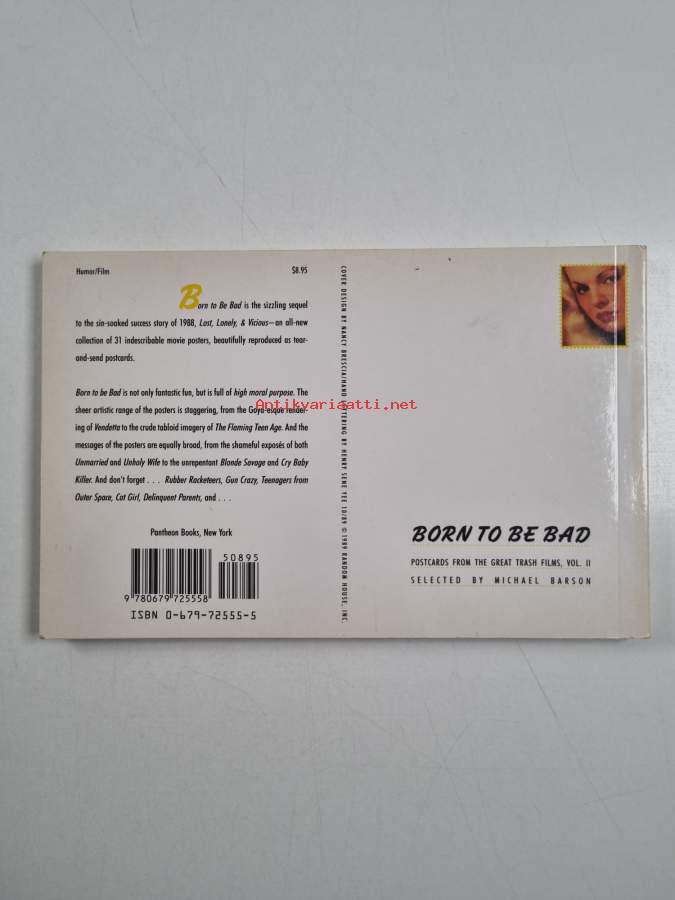 Humor/Film $8.95
Born to Be Bad is the sizzling sequel
to the sin-soaked success story of 1988, Lost, Lonely, & Vicious—an all-new
collection of 31 indescribable movie posters, beautifully reproduced as tear-
and-send postcards.
Born to be Bad is not only fantastic fun, but is full of high moral purpose. The
sheer artistic range of the posters is staggering, from the Goya-esque render-
ing of Vendetta to the crude tabloid imagery of The Flaming Teen Age. And the
messages of the posters are equally broad, from the shameful exposés of both
Unmarried and Unholy Wife to the unrepentant Blonde Savage and Cry Baby
Killer. And don't forget . . . Rubber Racketeers, Gun Crazy, Teenagers from
Outer Space, Cat Girl, Delinquent Parents, and . . .
Pantheon Books, New York
50895
9 780679 725558
ISBN 0-679-72555-5
COVER DESIGN BY NANCY BRESCIA/HAND LETTERING BY HENRY SENE YEE 10/89 © 1989 RANDOM HOUSE, INC.
Antikvariaatti.net
BORN TO BE BAD
POSTCARDS FROM THE GREAT TRASH FILMS, VOL. II
SELECTED BY MICHAEL BARSON